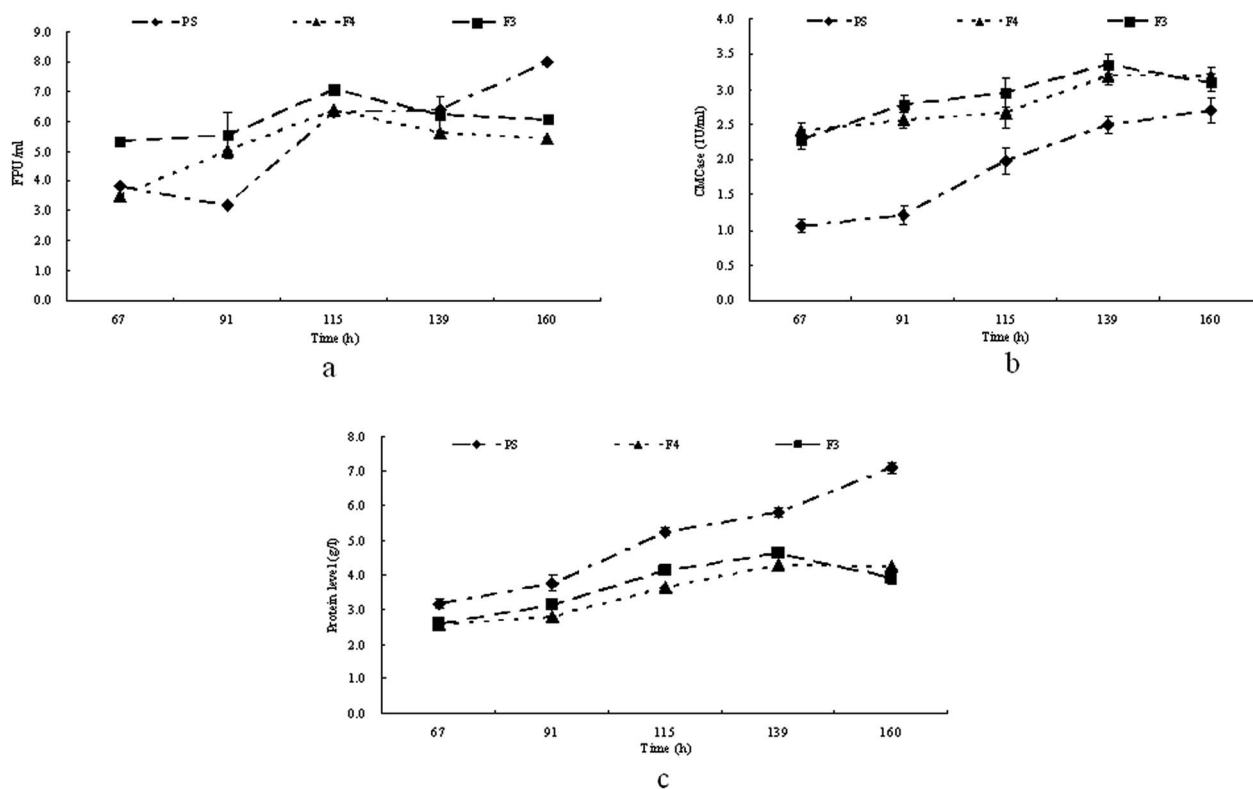 PS F4 F3
9.0
8.0
7.0
6.0
5.0
4.0
3.0
2.0
1.0
0.0
FPU/ml
67 91 115 139 160
Time (h)
a
PS F4 F3
4.0
3.5
3.0
2.5
2.0
1.5
1.0
0.5
0.0
CMCase (IU/ml)
67 91 115 139 160
Time (h)
b
PS F4 F3
8.0
7.0
6.0
5.0
4.0
3.0
2.0
1.0
0.0
Protein level (g/l)
67 91 115 139 160
Time (h)
c